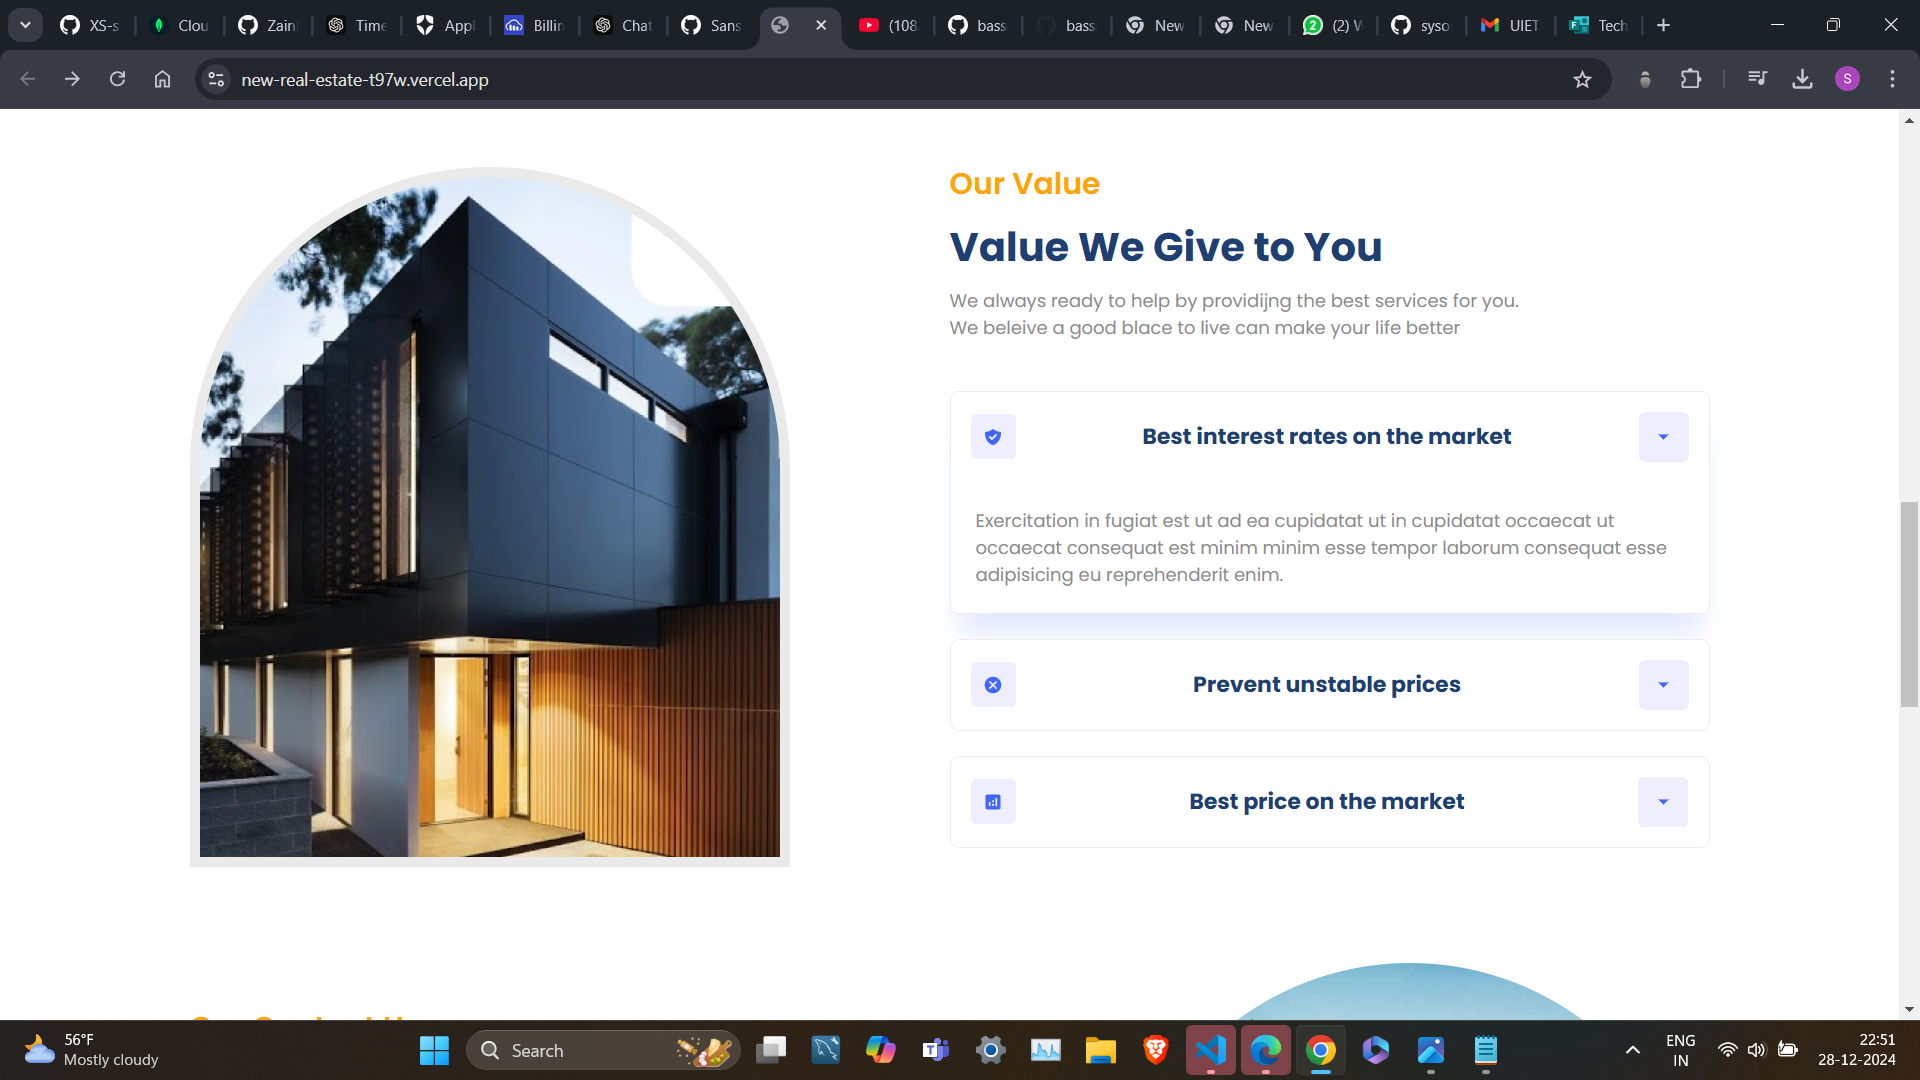 XS-s
Clou
Zain
Time
Appl
Billin
Chat
Sans
(108
bass
bass
New
New
(2) W
syso
UIET
Tech
new-real-estate-t97w.vercel.app
S
Our Value
Value We Give to You
We always ready to help by providijng the best services for you.
We beleive a good blace to live can make your life better
Best interest rates on the market
Exercitation in fugiat est ut ad ea cupidatat ut in cupidatat occaecat ut
occaecat consequat est minim minim esse tempor laborum consequat esse
adipisicing eu reprehenderit enim.
Prevent unstable prices
Best price on the market
56°F
Mostly cloudy
Search
ENG
IN
22:51
28-12-2024